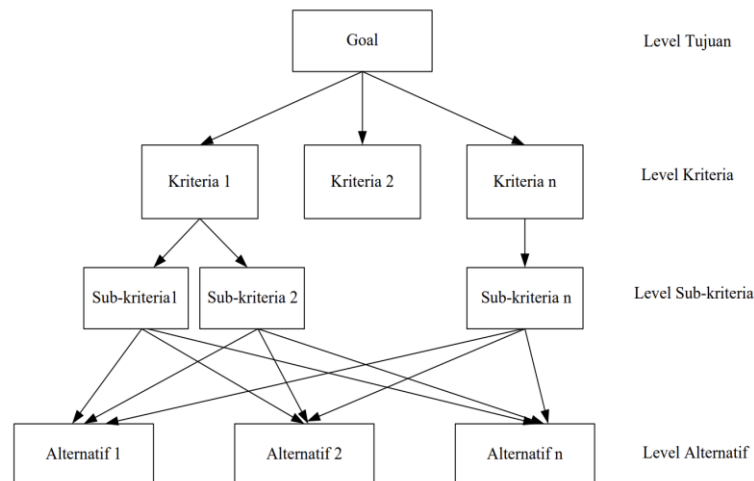 Goal
Level Tujuan
Kriteria 1
Kriteria 2
Kriteria n
Level Kriteria
Sub-kriteria1
Sub-kriteria 2
Sub-kriteria n
Level Sub-kriteria
Alternatif 1
Alternatif 2
Alternatif n
Level Alternatif